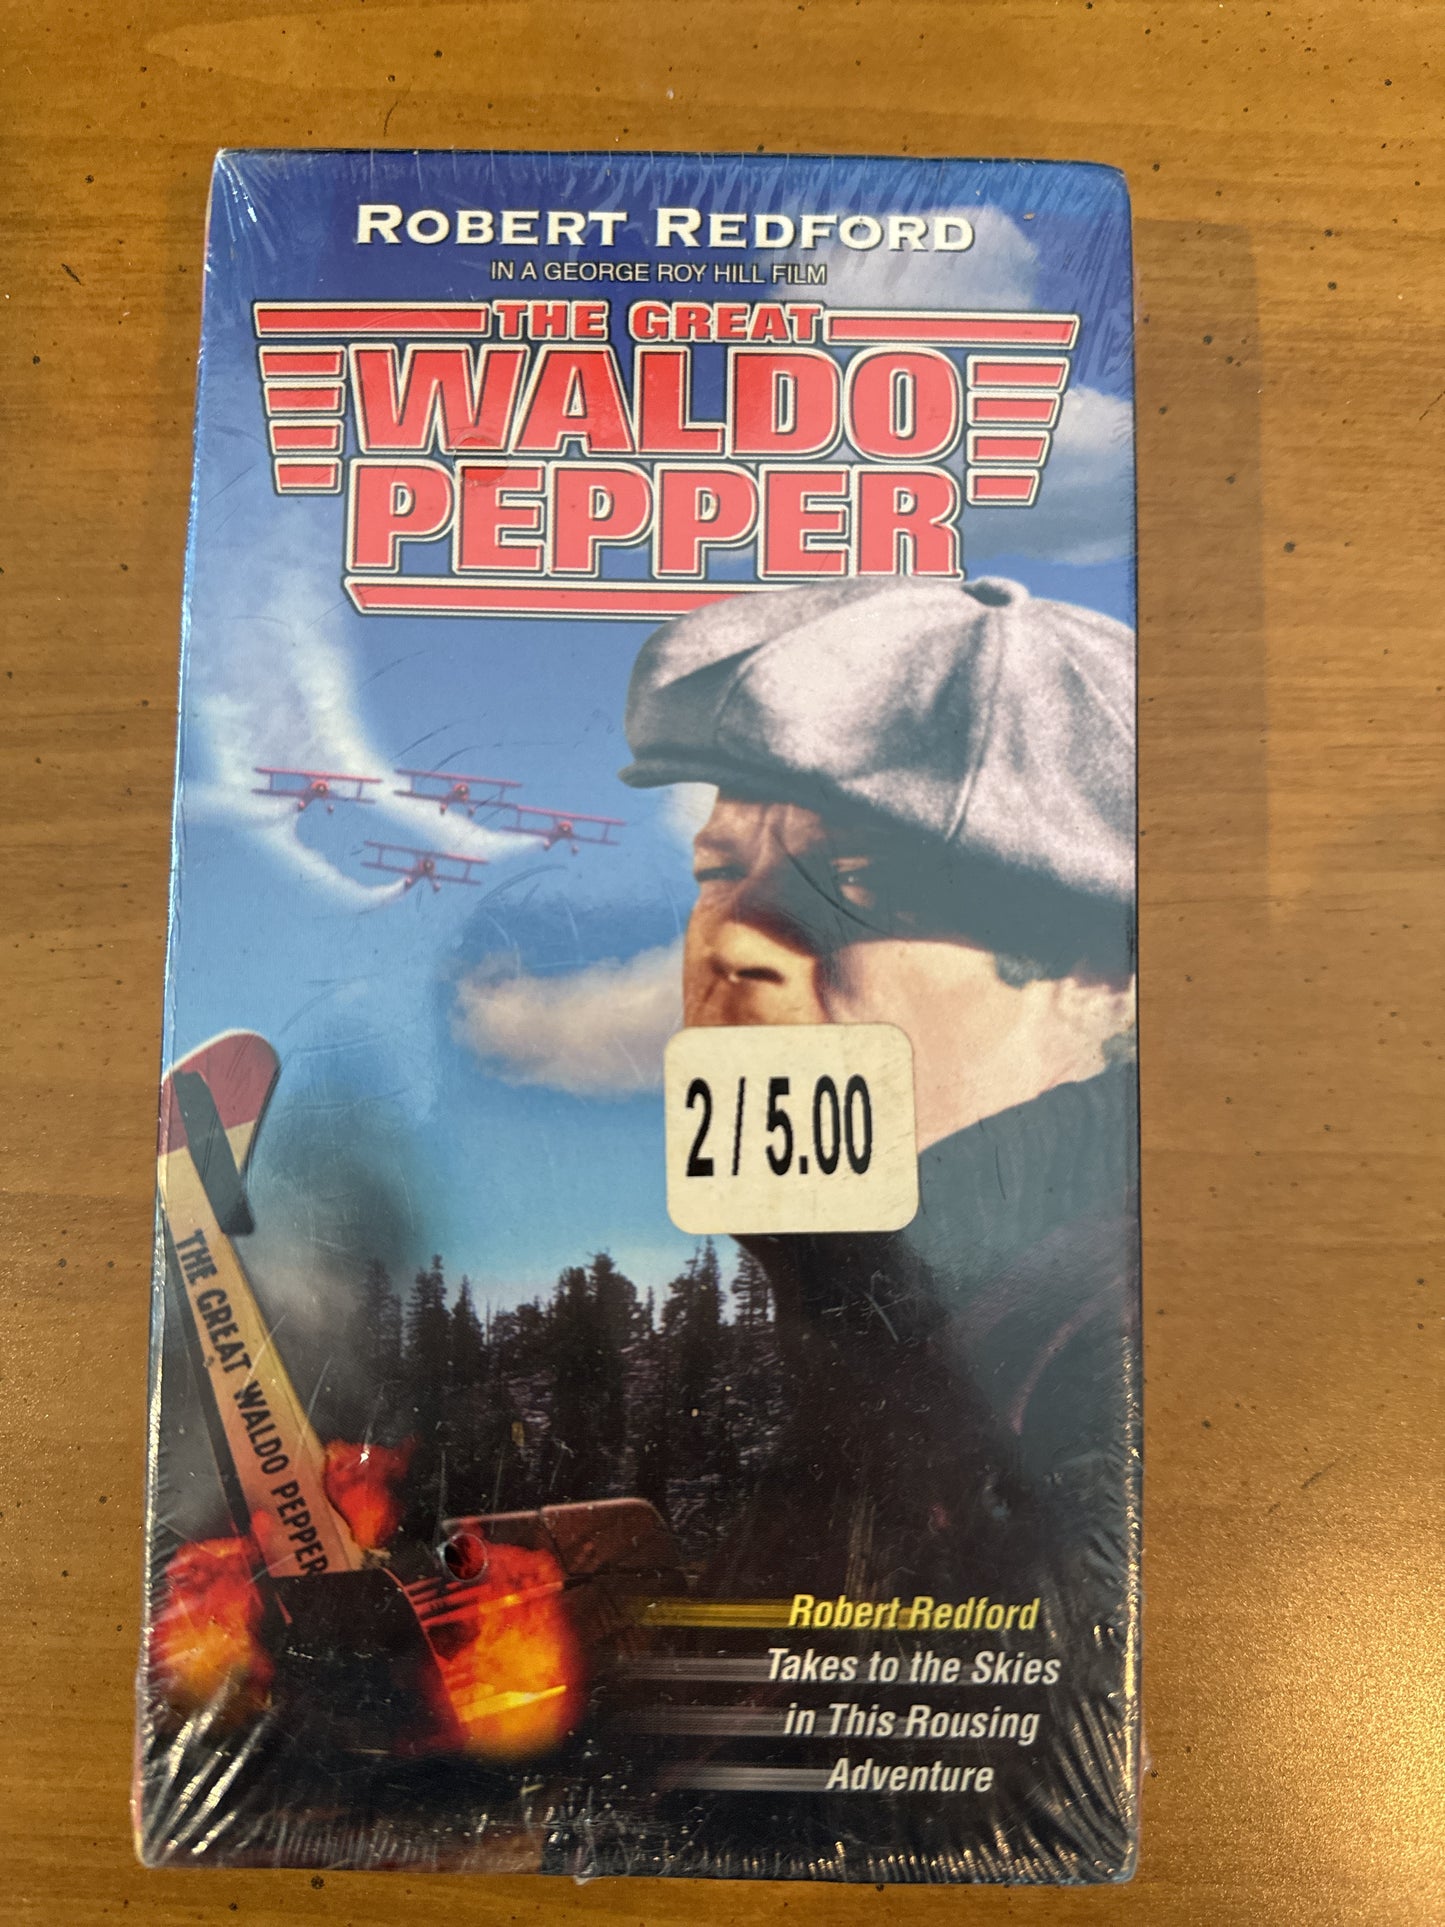 ROBERT REDFORD
IN A GEORGE ROY HILL FILM
THE GREAT
WALDO
PEPPER
2/5.00
THE GREAT WALDO PEPPER
Robert Redford
Takes to the Skies
in This Rousing
Adventure